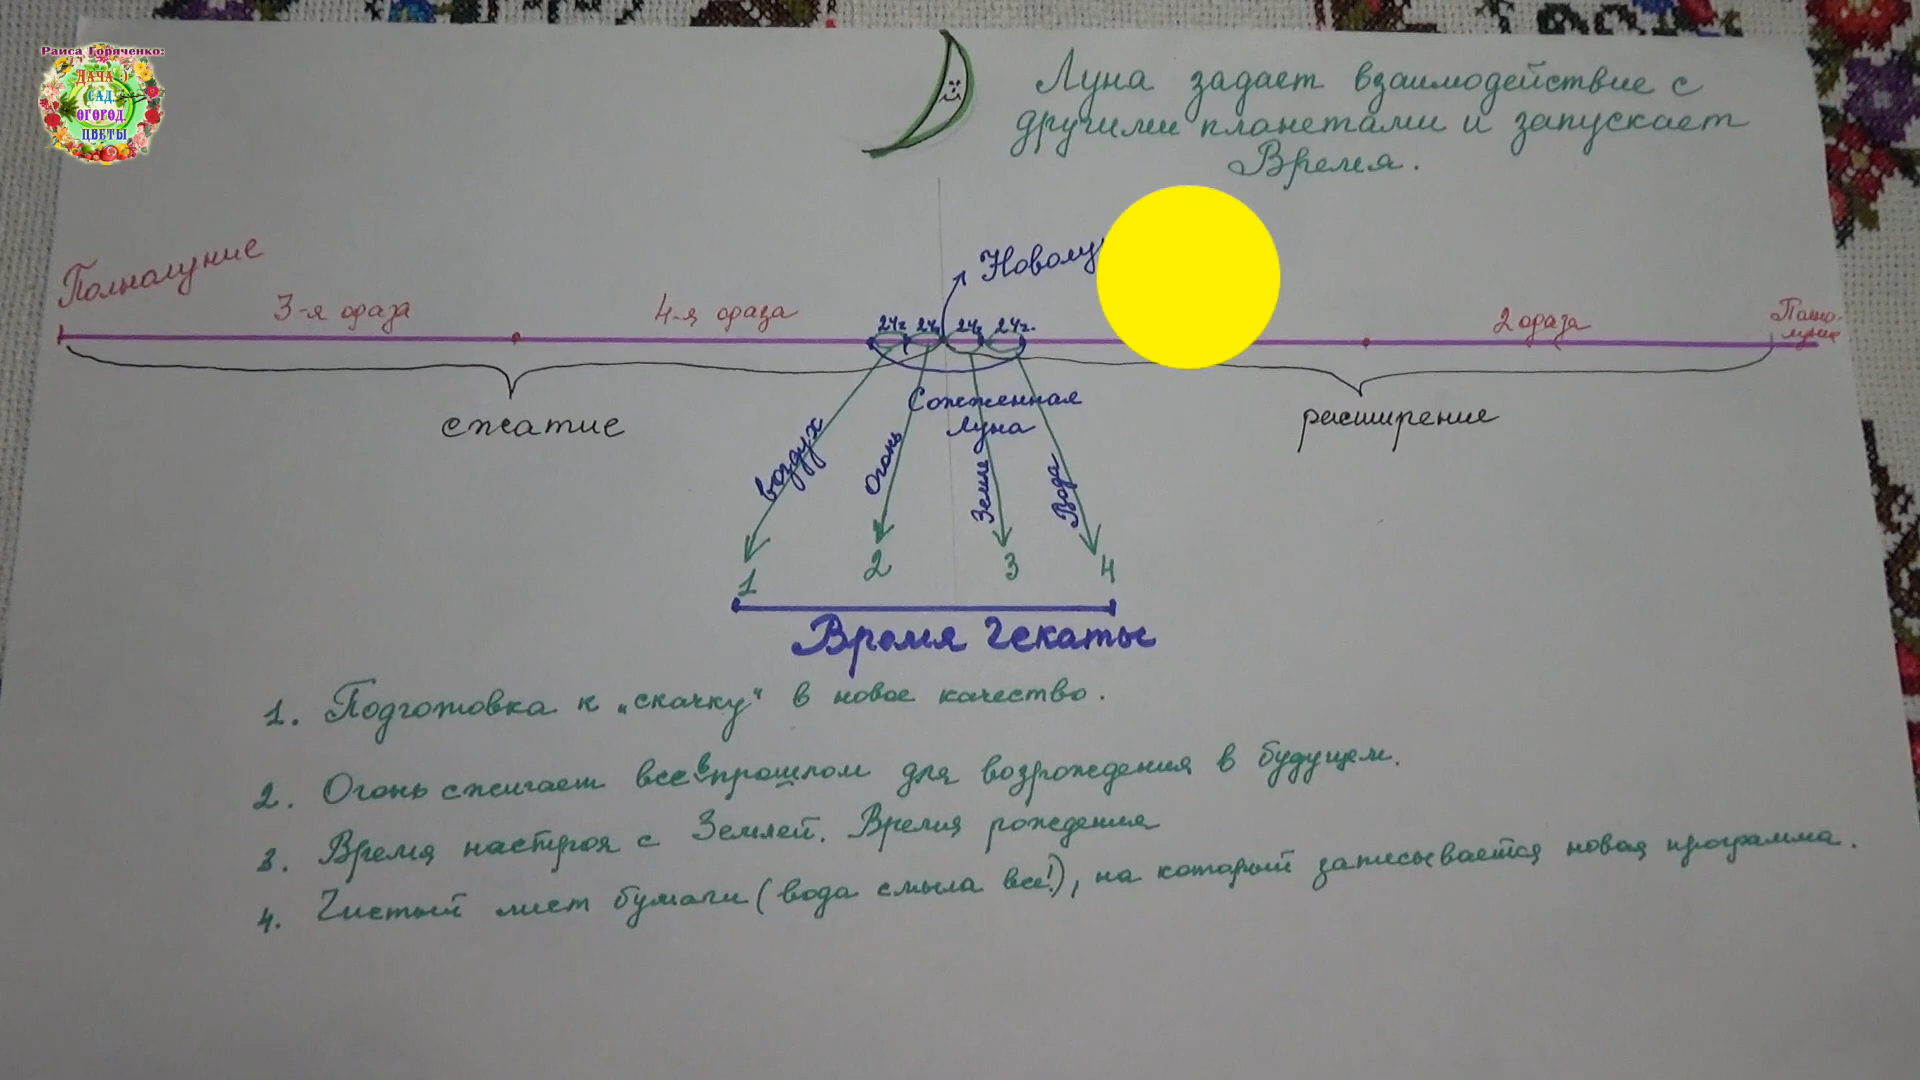 Раиса Горяченко:
ДАЧА
САД
ОГОРОД
ЦВЕТЫ
Луна задает взаимодействие с
другими планетами и запускает
Время.
Полнолуние
3-я фаза
4-я фаза
24ч. 24ч. 24ч. 24ч.
2 фаза
Полно-
луние
сжатие
Сожженная
Луна
расширение
воздух
Огонь
Земля
Вода
1
2
3
4
Время Гекаты
1. Подготовка к „скачку" в новое качество.
2. Огонь сжигает все в прошлом для возрождения в будущем.
3. Время настроя с Землей. Время рождения
4. Чистый лист бумаги (вода смыла все!), на который записывается новая программа.